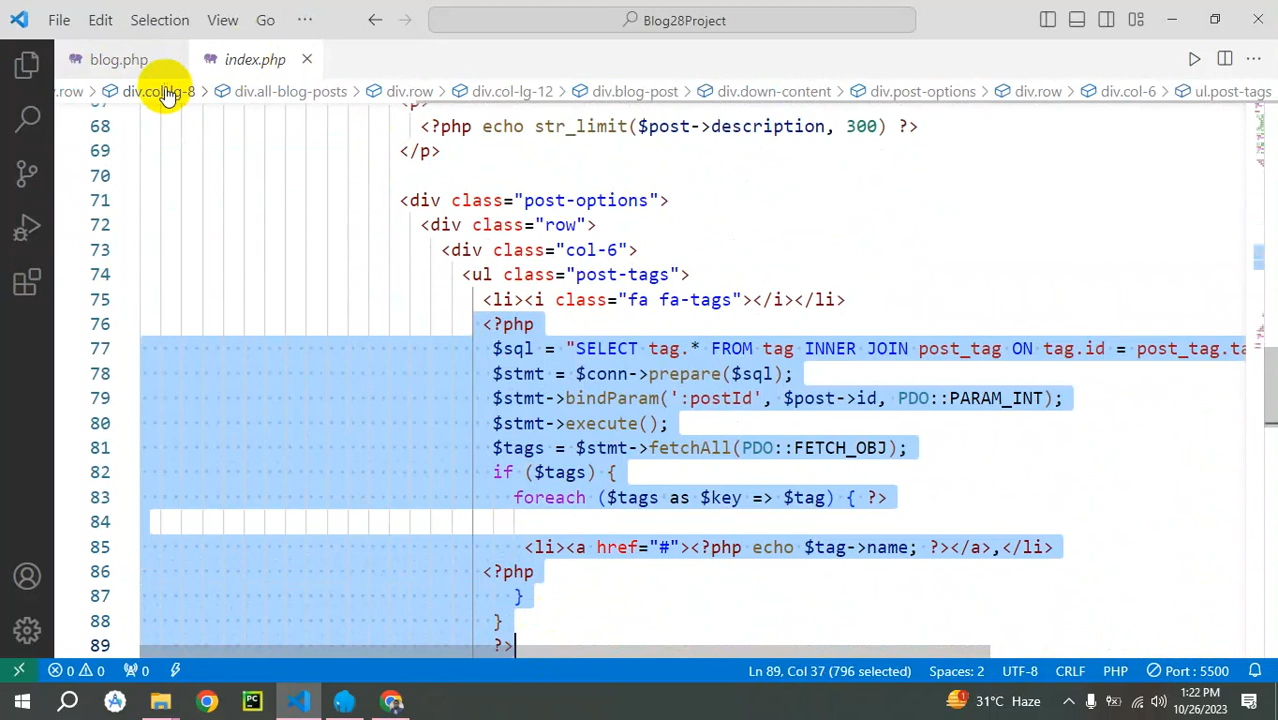 File Edit Selection View Go ··· Blog28Project
blog.php index.php
.row > div.col-lg-8 > div.all-blog-posts > div.row > div.col-lg-12 > div.blog-post > div.down-content > div.post-options > div.row > div.col-6 > ul.post-tags
67 <p>
68 <?php echo str_limit($post->description, 300) ?>
69 </p>
70
71 <div class="post-options">
72 <div class="row">
73 <div class="col-6">
74 <ul class="post-tags">
75 <li><i class="fa fa-tags"></i></li>
76 <?php
77 $sql = "SELECT tag.* FROM tag INNER JOIN post_tag ON tag.id = post_tag.ta
78 $stmt = $conn->prepare($sql);
79 $stmt->bindParam(':postId', $post->id, PDO::PARAM_INT);
80 $stmt->execute();
81 $tags = $stmt->fetchAll(PDO::FETCH_OBJ);
82 if ($tags) {
83 foreach ($tags as $key => $tag) { ?>
84
85 <li><a href="#"><?php echo $tag->name; ?></a>,</li>
86 <?php
87 }
88 }
89 ?>
0 0 0 Ln 89, Col 37 (796 selected) Spaces: 2 UTF-8 CRLF PHP Port : 5500
PC 31°C Haze 1:22 PM
10/26/2023